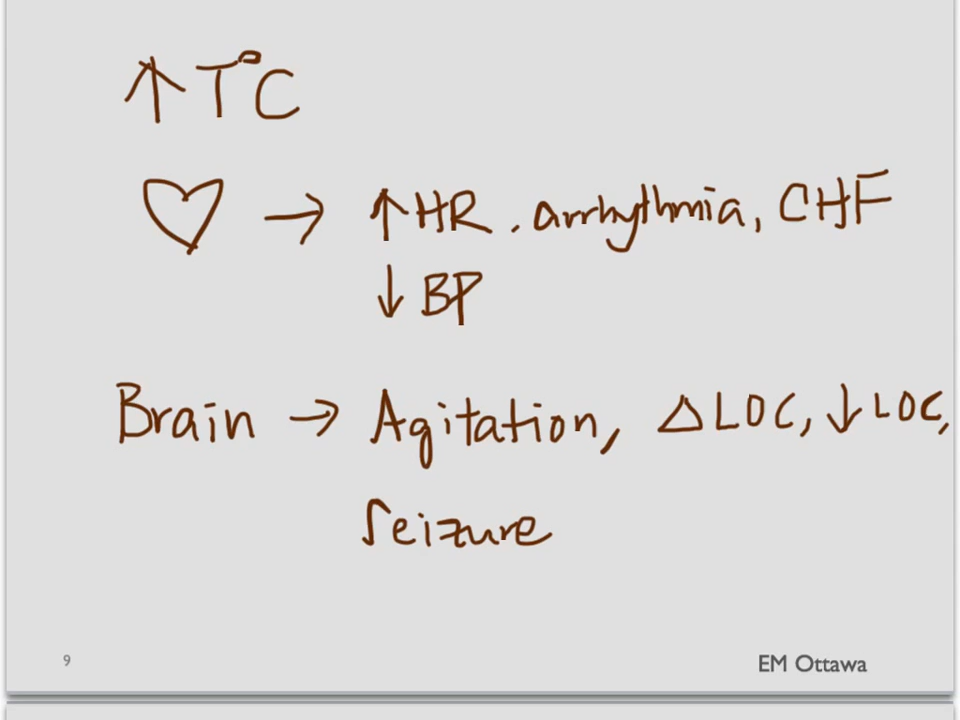 ↑ T°C
♡ → ↑HR, arrhythmia, CHF
↓ BP
Brain → Agitation, ΔLOC, ↓LOC,
Seizure
9
EM Ottawa